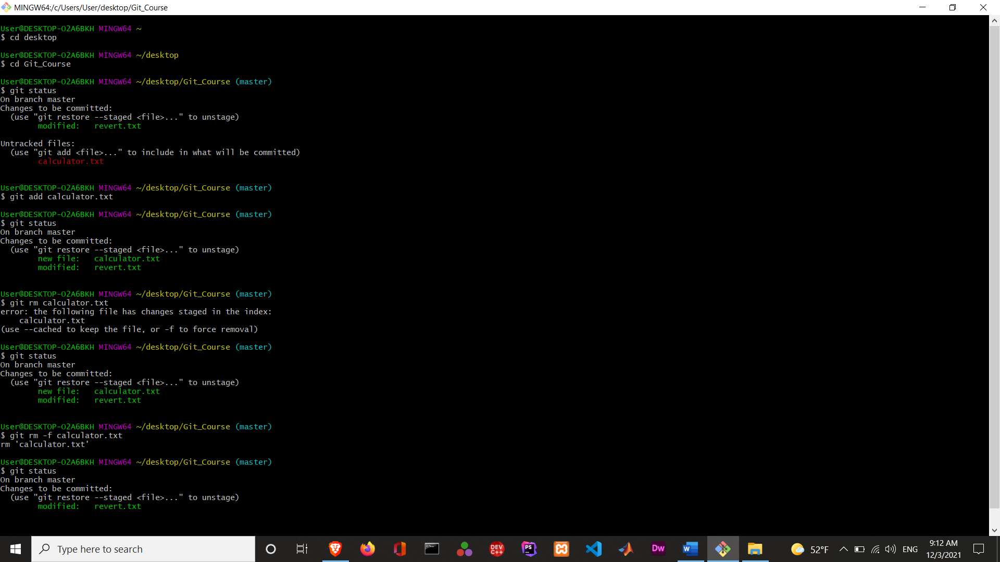 MINGW64:/c/Users/User/desktop/Git_Course
User@DESKTOP-O2A6BKH MINGW64 ~
$ cd desktop
User@DESKTOP-O2A6BKH MINGW64 ~/desktop
$ cd Git_Course
User@DESKTOP-O2A6BKH MINGW64 ~/desktop/Git_Course (master)
$ git status
On branch master
Changes to be committed:
  (use "git restore --staged <file>..." to unstage)
        modified:   revert.txt
Untracked files:
  (use "git add <file>..." to include in what will be committed)
        calculator.txt
User@DESKTOP-O2A6BKH MINGW64 ~/desktop/Git_Course (master)
$ git add calculator.txt
User@DESKTOP-O2A6BKH MINGW64 ~/desktop/Git_Course (master)
$ git status
On branch master
Changes to be committed:
  (use "git restore --staged <file>..." to unstage)
        new file:   calculator.txt
        modified:   revert.txt
User@DESKTOP-O2A6BKH MINGW64 ~/desktop/Git_Course (master)
$ git rm calculator.txt
error: the following file has changes staged in the index:
    calculator.txt
(use --cached to keep the file, or -f to force removal)
User@DESKTOP-O2A6BKH MINGW64 ~/desktop/Git_Course (master)
$ git status
On branch master
Changes to be committed:
  (use "git restore --staged <file>..." to unstage)
        new file:   calculator.txt
        modified:   revert.txt
User@DESKTOP-O2A6BKH MINGW64 ~/desktop/Git_Course (master)
$ git rm -f calculator.txt
rm 'calculator.txt'
User@DESKTOP-O2A6BKH MINGW64 ~/desktop/Git_Course (master)
$ git status
On branch master
Changes to be committed:
  (use "git restore --staged <file>..." to unstage)
        modified:   revert.txt
Type here to search
DEV C++
PS
Dw
W
52°F
ENG
9:12 AM
12/3/2021